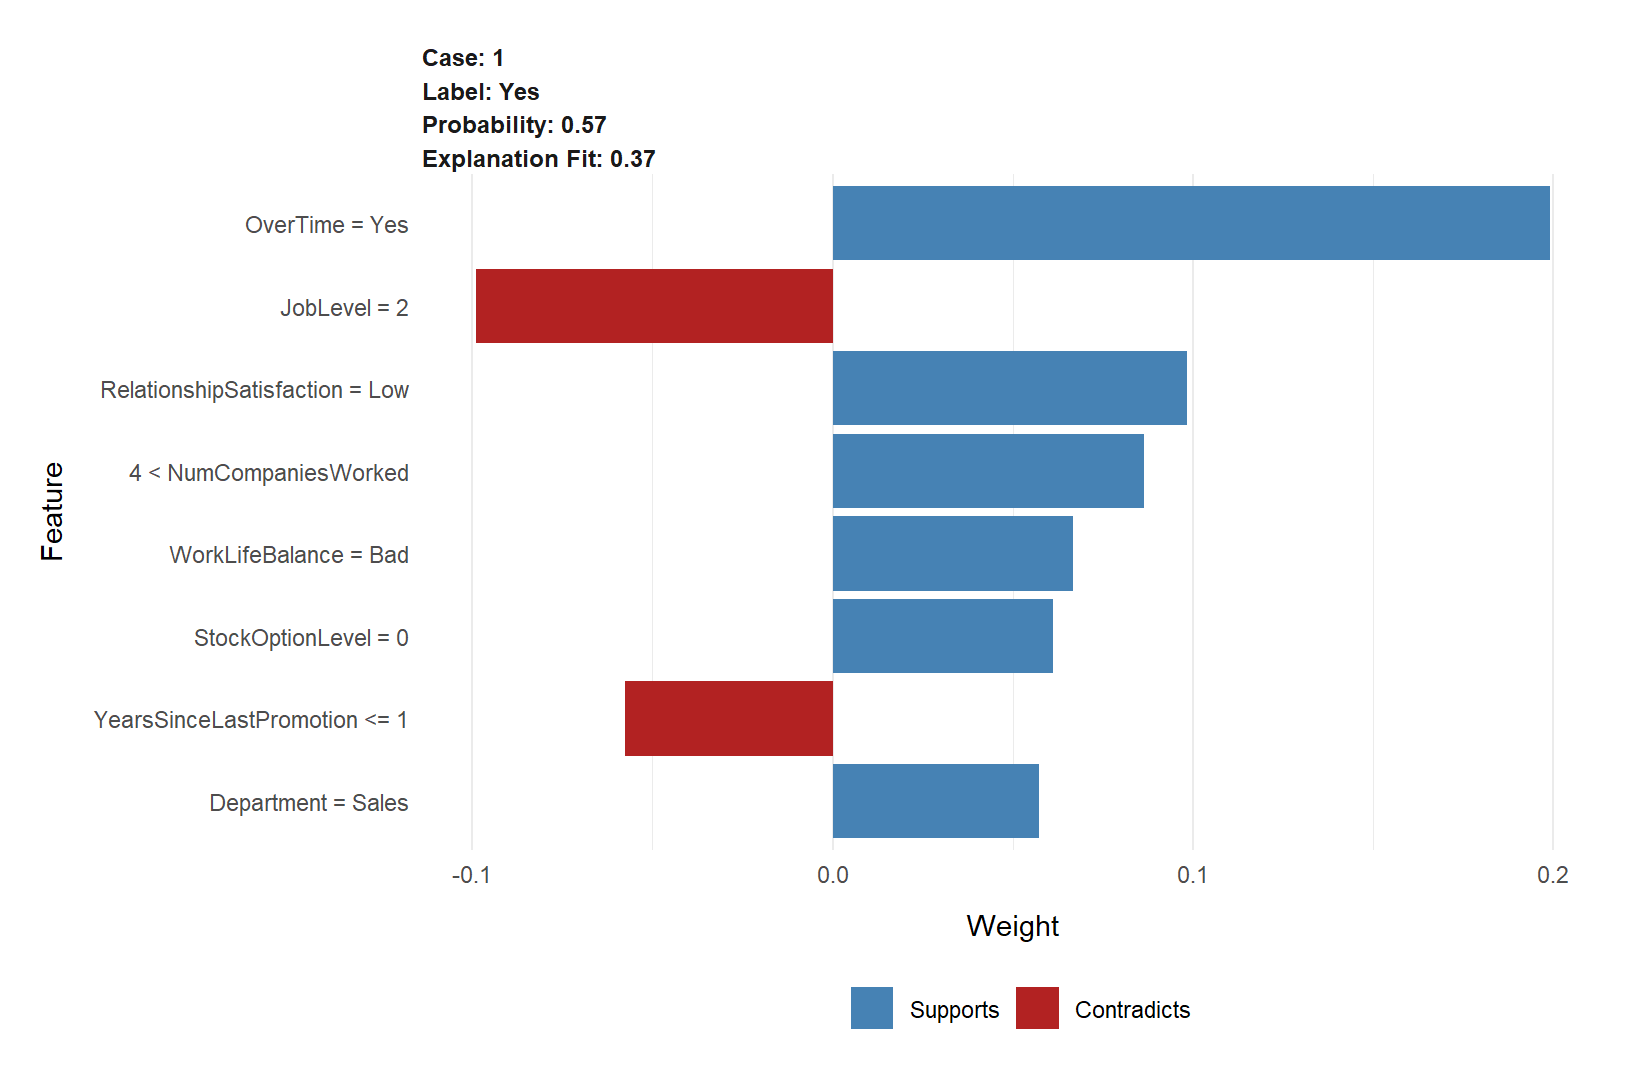 Case: 1
Label: Yes
Probability: 0.57
Explanation Fit: 0.37
OverTime = Yes
JobLevel = 2
RelationshipSatisfaction = Low
4 < NumCompaniesWorked
WorkLifeBalance = Bad
StockOptionLevel = 0
YearsSinceLastPromotion <= 1
Department = Sales
Feature
-0.1 0.0 0.1 0.2
Weight
Supports Contradicts